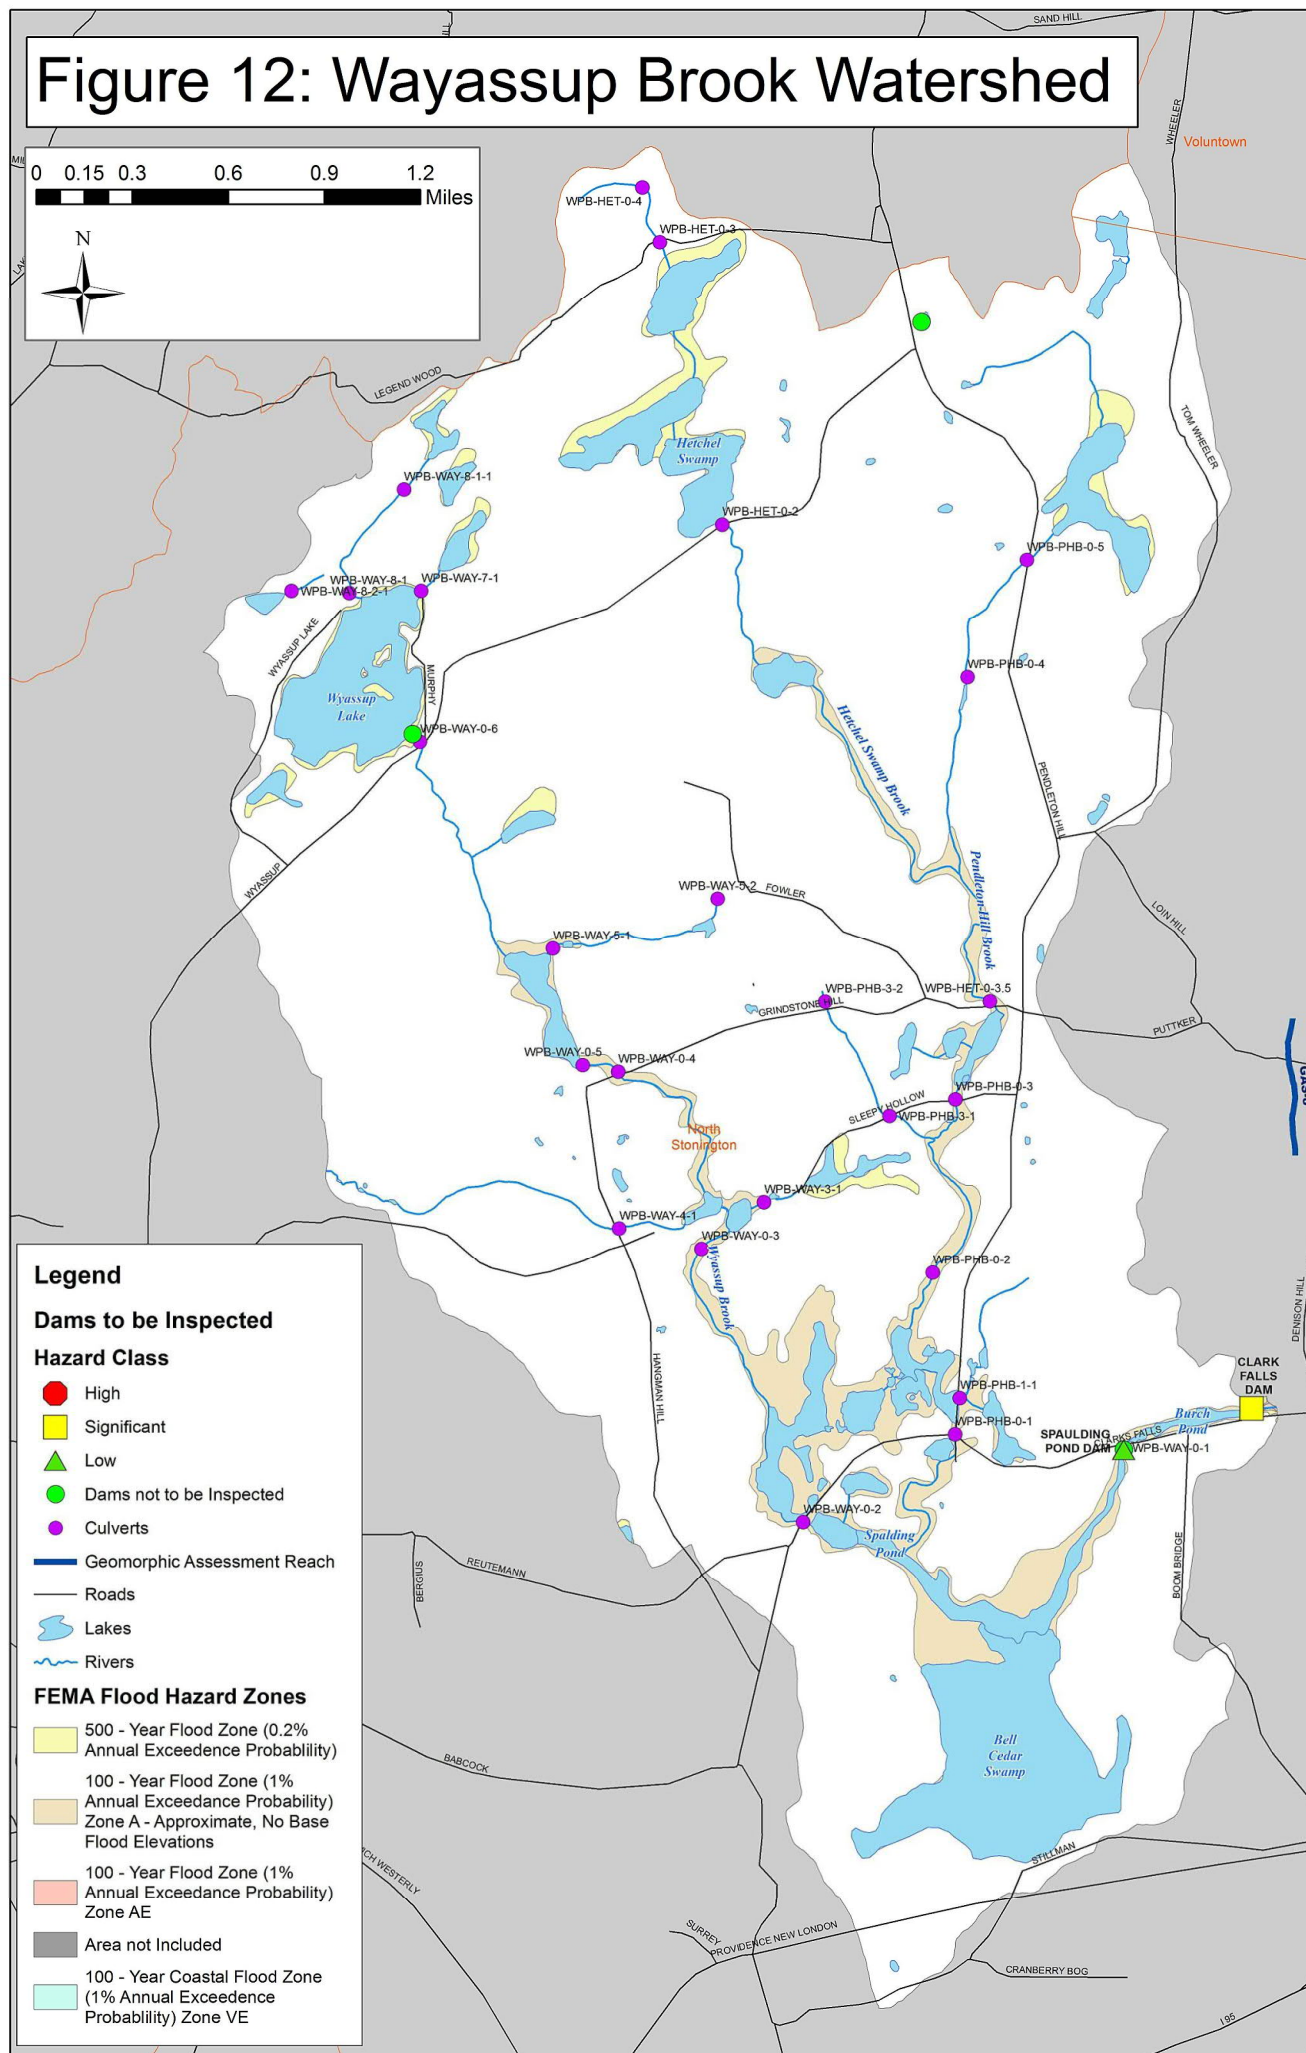 Figure 12: Wayassup Brook Watershed
SAND HILL
WHEELER
Voluntown
0 0.15 0.3 0.6 0.9 1.2
Miles
N
WPB-HET-0-4
WPB-HET-0-3
LEGEND WOOD
TOM WHEELER
Hetchel
Swamp
WPB-WAY-8-1-1
WPB-HET-0-2
WPB-PHB-0-5
WPB-WAY-8-1
WPB-WAY-7-1
WPB-WAY-8-2-1
WYASSUP LAKE
MURPHY
WPB-PHB-0-4
Wyassup
Lake
WPB-WAY-0-6
Hetchel Swamp Brook
PENDLETON HILL
WYASSUP
WPB-WAY-5-2
FOWLER
Pendleton Hill Brook
LOIN HILL
WPB-WAY-5-1
WPB-PHB-3-2
WPB-HET-0-3.5
GRINDSTONE HILL
PUTTKER
WPB-WAY-0-5
WPB-WAY-0-4
WPB-PHB-0-3
SLEEPY HOLLOW
WPB-PHB-3-1
North
Stonington
WPB-WAY-3-1
WPB-WAY-4-1
WPB-WAY-0-3
WPB-PHB-0-2
Wyassup Brook
DENISON HILL
HANGMAN HILL
CLARK
FALLS
DAM
WPB-PHB-1-1
WPB-PHB-0-1
Burch
Pond
SPAULDING
POND DAM
CLARKS FALLS
WPB-WAY-0-1
WPB-WAY-0-2
Spalding
Pond
BOOM BRIDGE
REUTEMANN
BERGIUS
Bell
Cedar
Swamp
BABCOCK
STILLMAN
RCH WESTERLY
SURREY
PROVIDENCE NEW LONDON
CRANBERRY BOG
I 95
Legend
Dams to be Inspected
Hazard Class
High
Significant
Low
Dams not to be Inspected
Culverts
Geomorphic Assessment Reach
Roads
Lakes
Rivers
FEMA Flood Hazard Zones
500 - Year Flood Zone (0.2%
Annual Exceedence Probablility)
100 - Year Flood Zone (1%
Annual Exceedance Probability)
Zone A - Approximate, No Base
Flood Elevations
100 - Year Flood Zone (1%
Annual Exceedance Probability)
Zone AE
Area not Included
100 - Year Coastal Flood Zone
(1% Annual Exceedence
Probablility) Zone VE